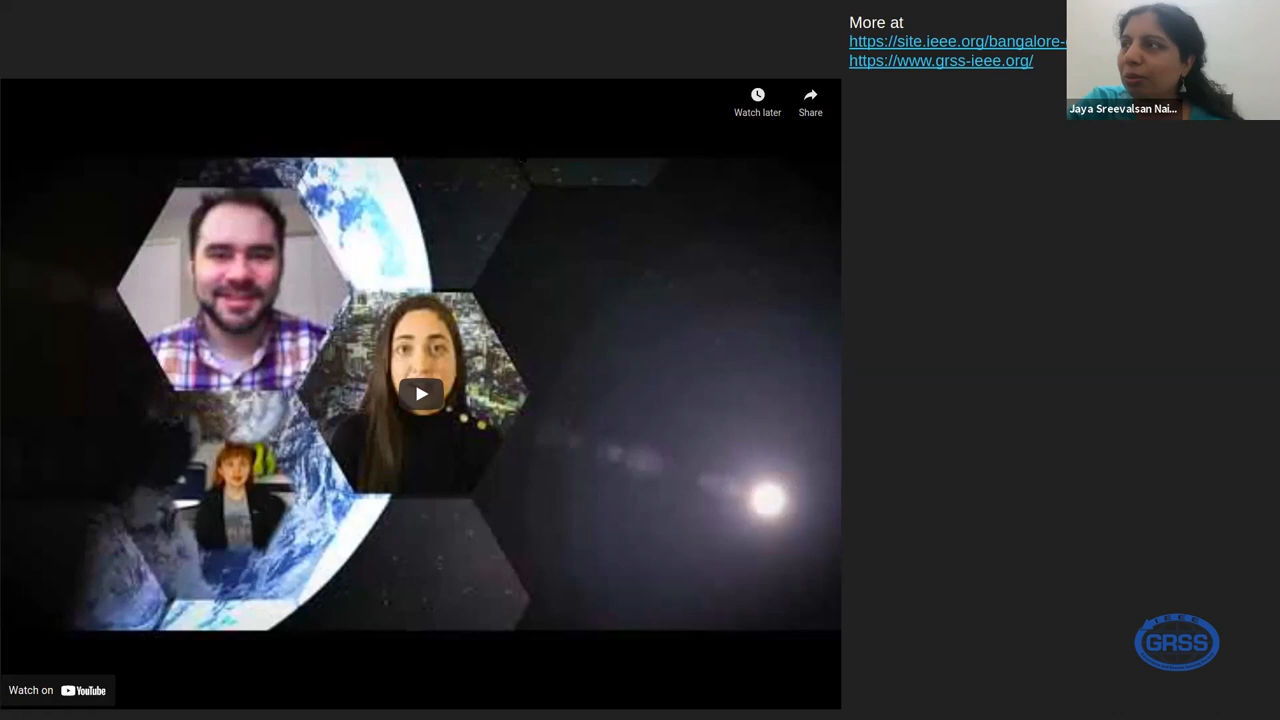 More at
https://site.ieee.org/bangalore-
https://www.grss-ieee.org/
Jaya Sreevalsan Nai...
Watch later
Share
Watch on YouTube
IEEE
GRSS